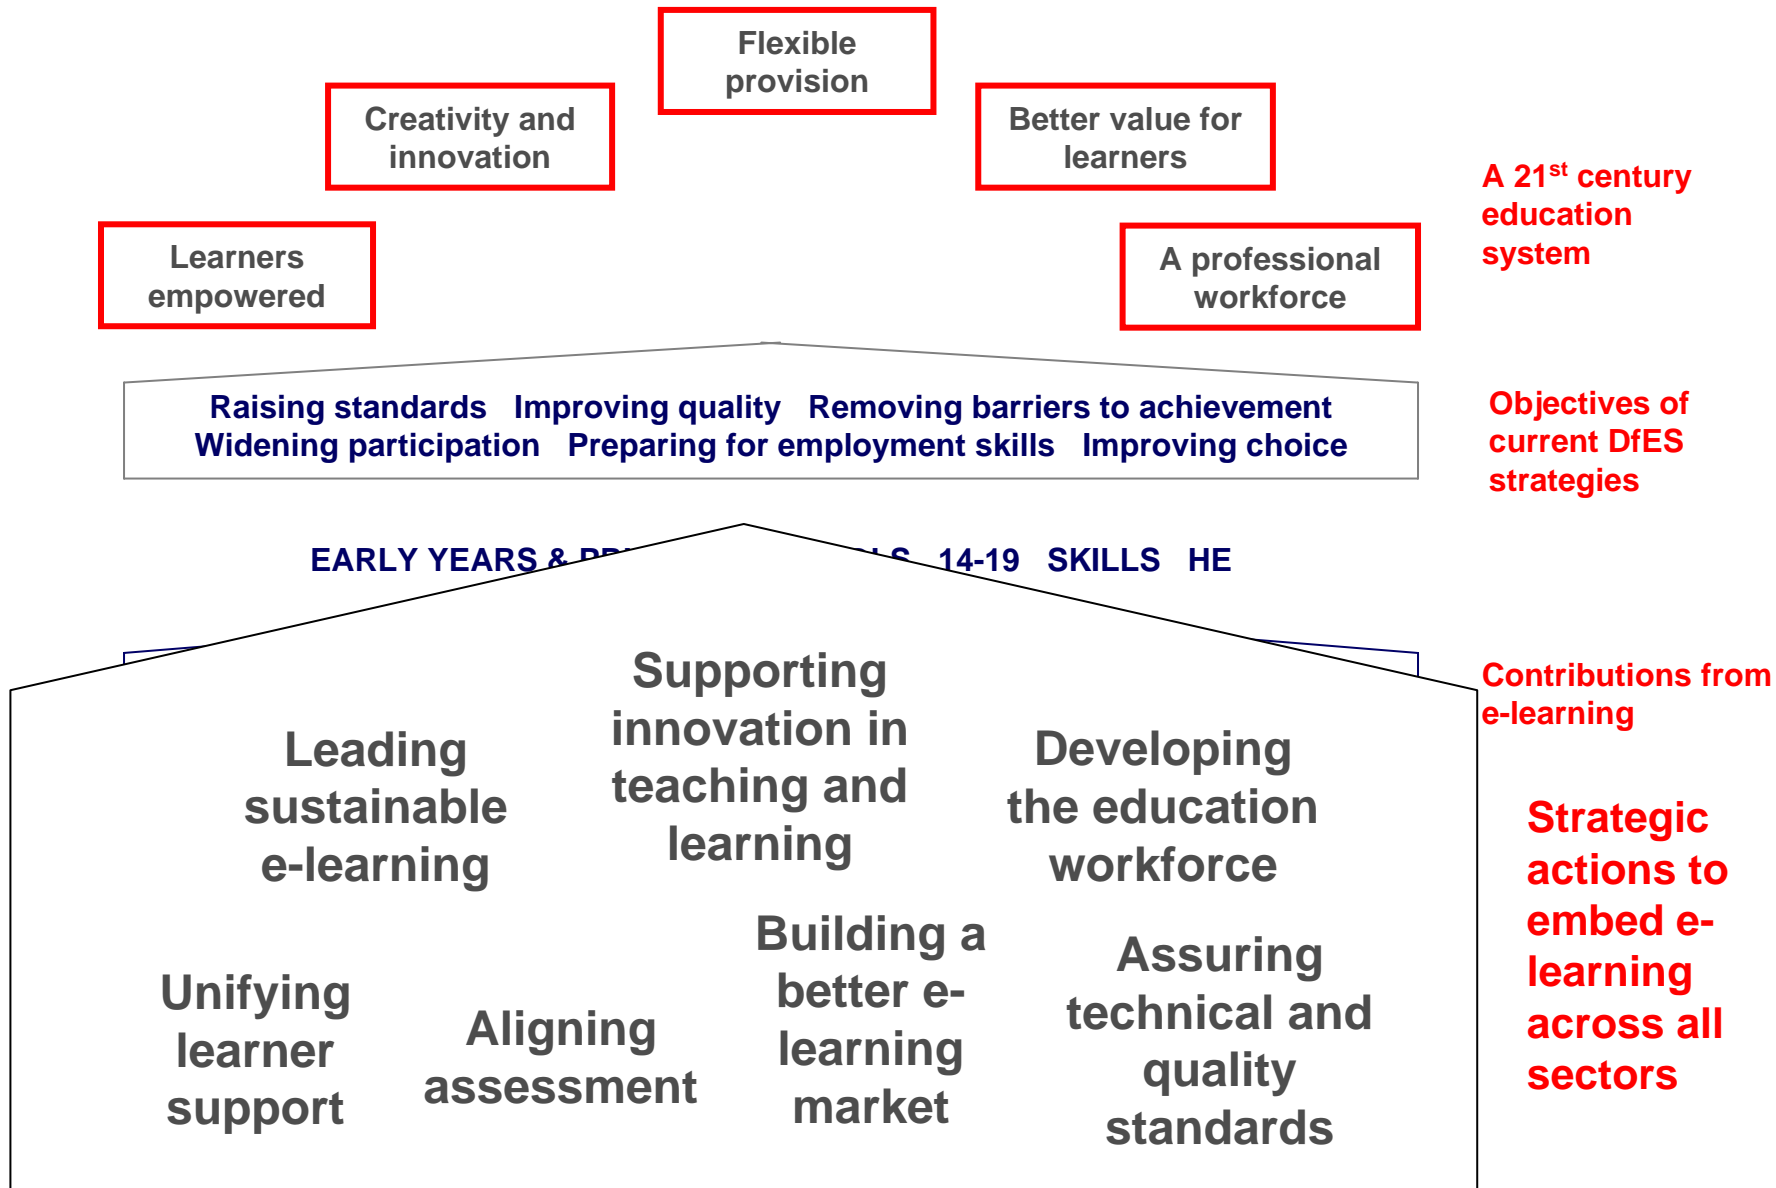 Flexible
provision
Creativity and
innovation
Better value for
learners
Learners
empowered
A professional
workforce
A 21st century
education
system
Raising standards   Improving quality   Removing barriers to achievement
Widening participation   Preparing for employment skills   Improving choice
Objectives of
current DfES
strategies
EARLY YEARS & 14-19   SKILLS   HE
Contributions from
e-learning
Leading
sustainable
e-learning
Supporting
innovation in
teaching and
learning
Developing
the education
workforce
Unifying
learner
support
Aligning
assessment
Building a
better e-
learning
market
Assuring
technical and
quality
standards
Strategic
actions to
embed e-
learning
across all
sectors